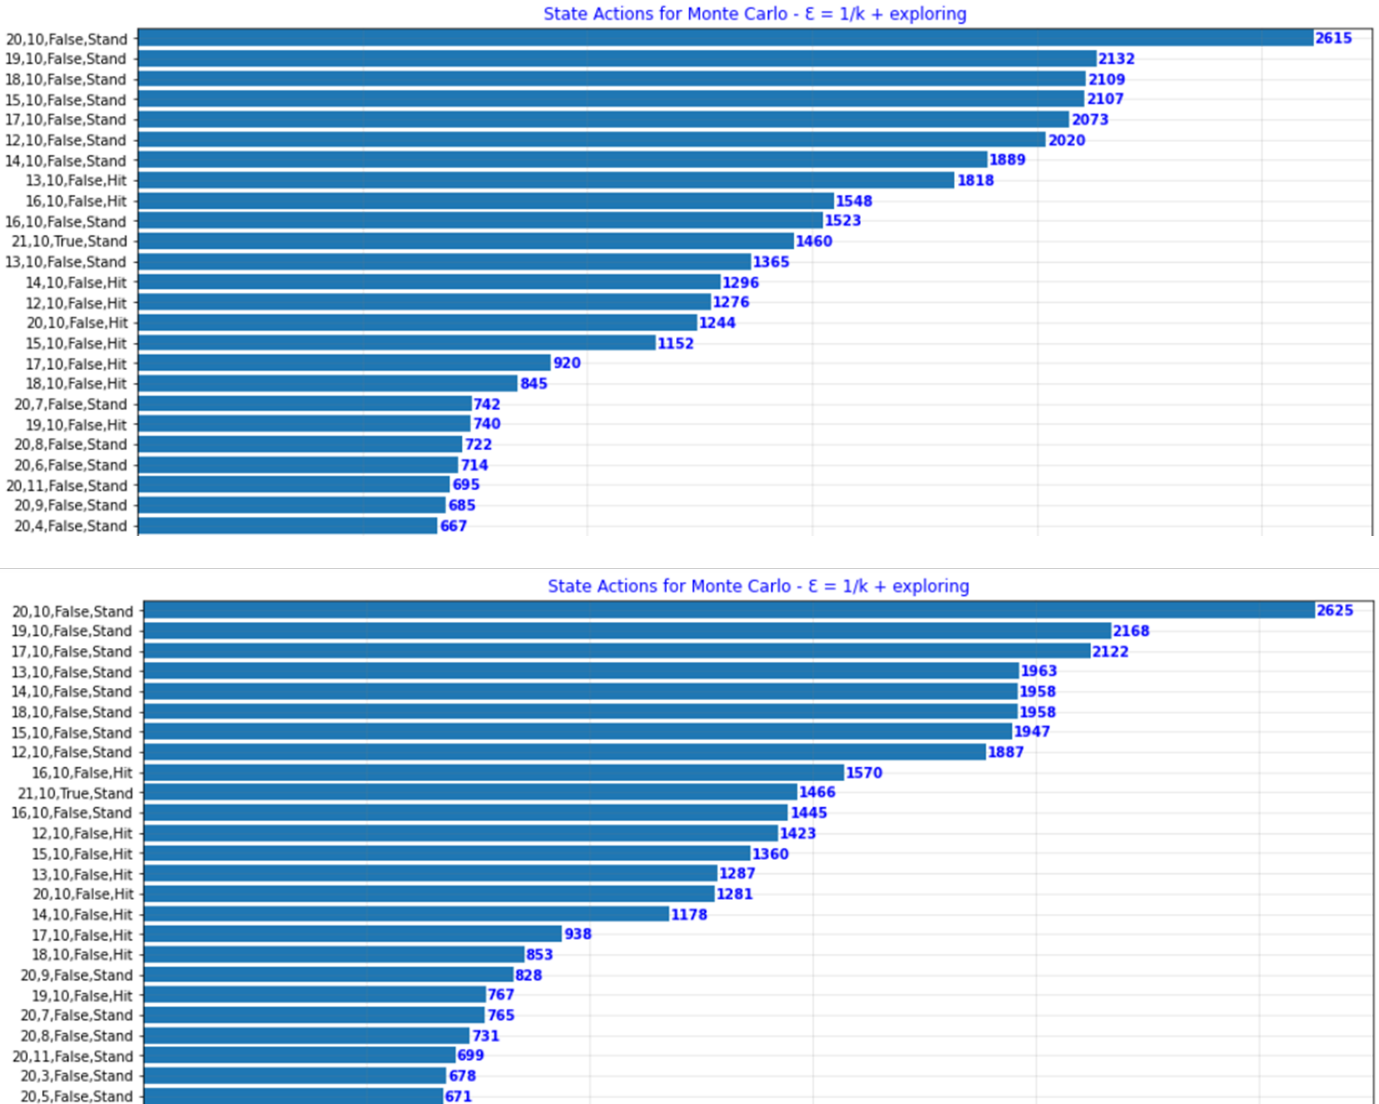 State Actions for Monte Carlo - Ɛ = 1/k + exploring
20,10,False,Stand 2615
19,10,False,Stand 2132
18,10,False,Stand 2109
15,10,False,Stand 2107
17,10,False,Stand 2073
12,10,False,Stand 2020
14,10,False,Stand 1889
13,10,False,Hit 1818
16,10,False,Hit 1548
16,10,False,Stand 1523
21,10,True,Stand 1460
13,10,False,Stand 1365
14,10,False,Hit 1296
12,10,False,Hit 1276
20,10,False,Hit 1244
15,10,False,Hit 1152
17,10,False,Hit 920
18,10,False,Hit 845
20,7,False,Stand 742
19,10,False,Hit 740
20,8,False,Stand 722
20,6,False,Stand 714
20,11,False,Stand 695
20,9,False,Stand 685
20,4,False,Stand 667
State Actions for Monte Carlo - Ɛ = 1/k + exploring
20,10,False,Stand 2625
19,10,False,Stand 2168
17,10,False,Stand 2122
13,10,False,Stand 1963
14,10,False,Stand 1958
18,10,False,Stand 1958
15,10,False,Stand 1947
12,10,False,Stand 1887
16,10,False,Hit 1570
21,10,True,Stand 1466
16,10,False,Stand 1445
12,10,False,Hit 1423
15,10,False,Hit 1360
13,10,False,Hit 1287
20,10,False,Hit 1281
14,10,False,Hit 1178
17,10,False,Hit 938
18,10,False,Hit 853
20,9,False,Stand 828
19,10,False,Hit 767
20,7,False,Stand 765
20,8,False,Stand 731
20,11,False,Stand 699
20,3,False,Stand 678
20,5,False,Stand 671